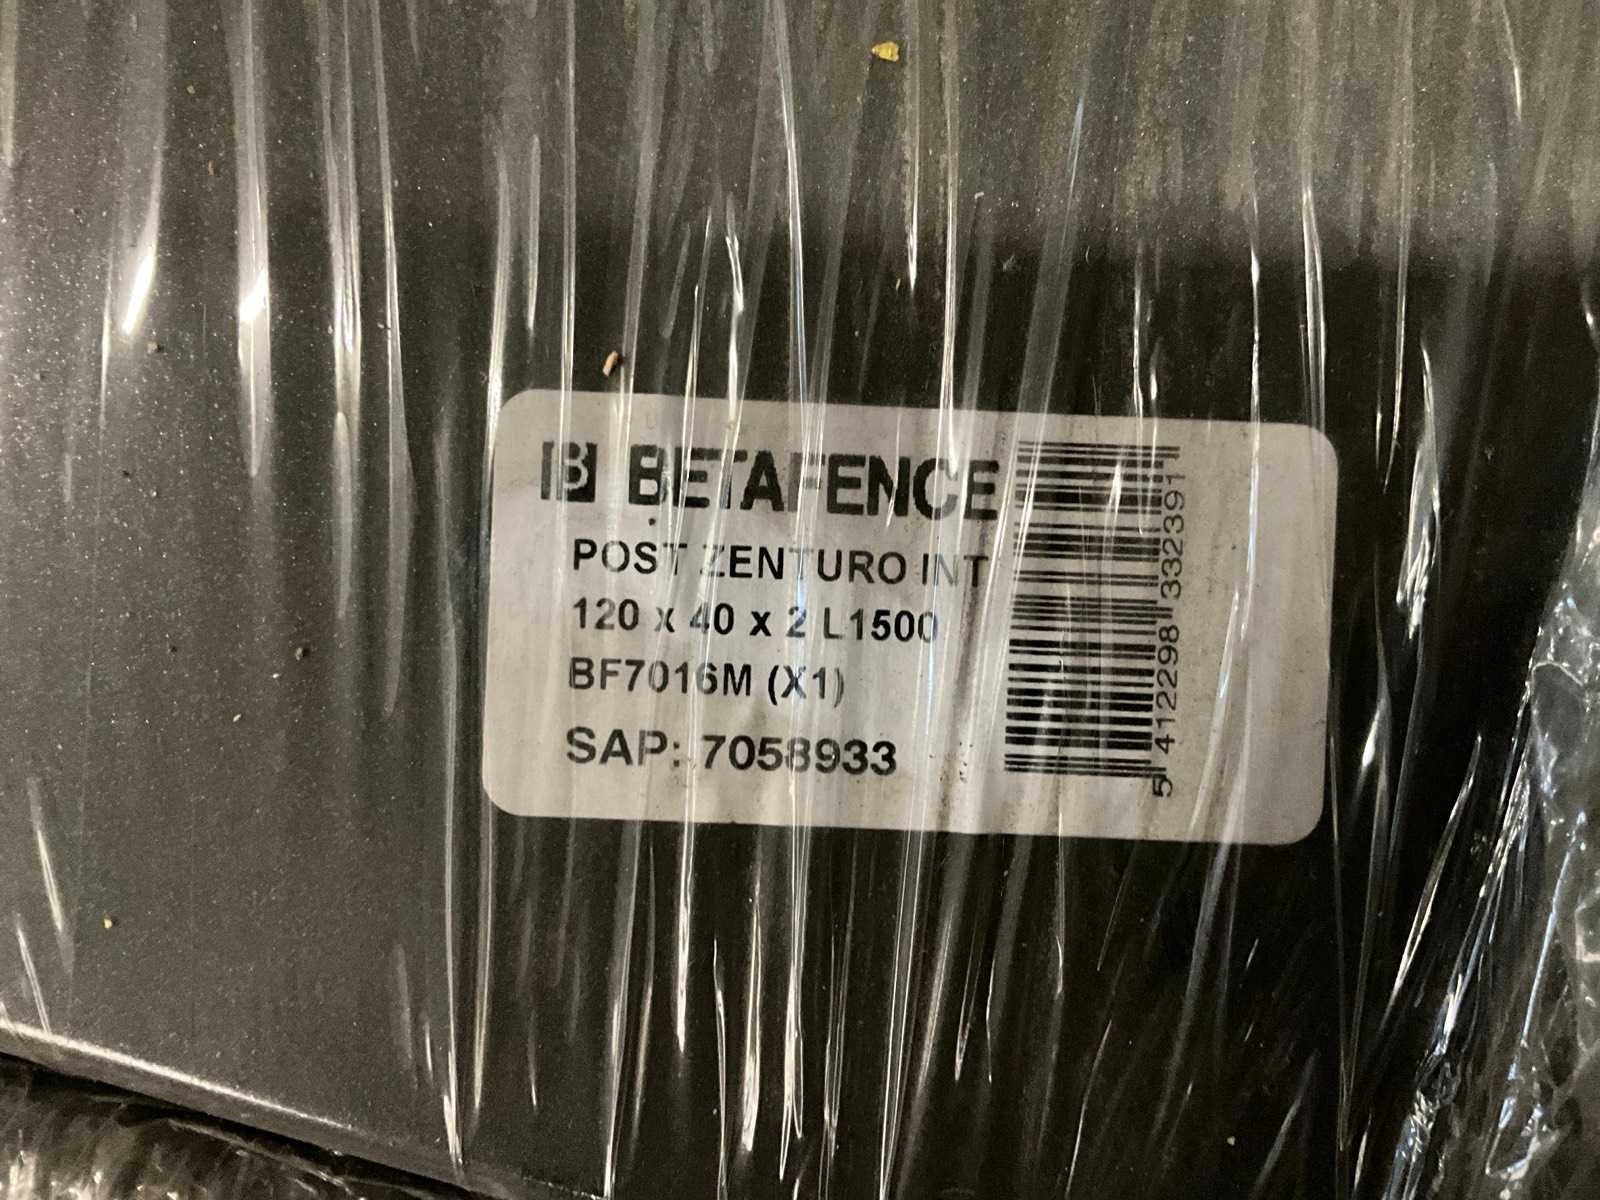 B BETAFENCE
POST ZENTURO INT
120 x 40 x 2 L1500
BF7016M (X1)
SAP: 7058933
5 412298 332391